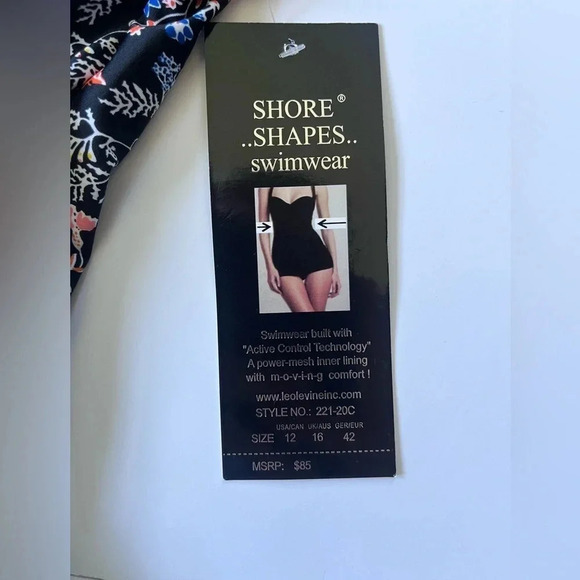 SHORE ®
..SHAPES..
swimwear
Swimwear built with
"Active Control Technology"
A power-mesh inner lining
with m-o-v-i-n-g comfort !
www.leolevineinc.com
STYLE NO.: 221-20C
USA/CAN UK/AUS GER/EUR
SIZE 12 16 42
MSRP: $85